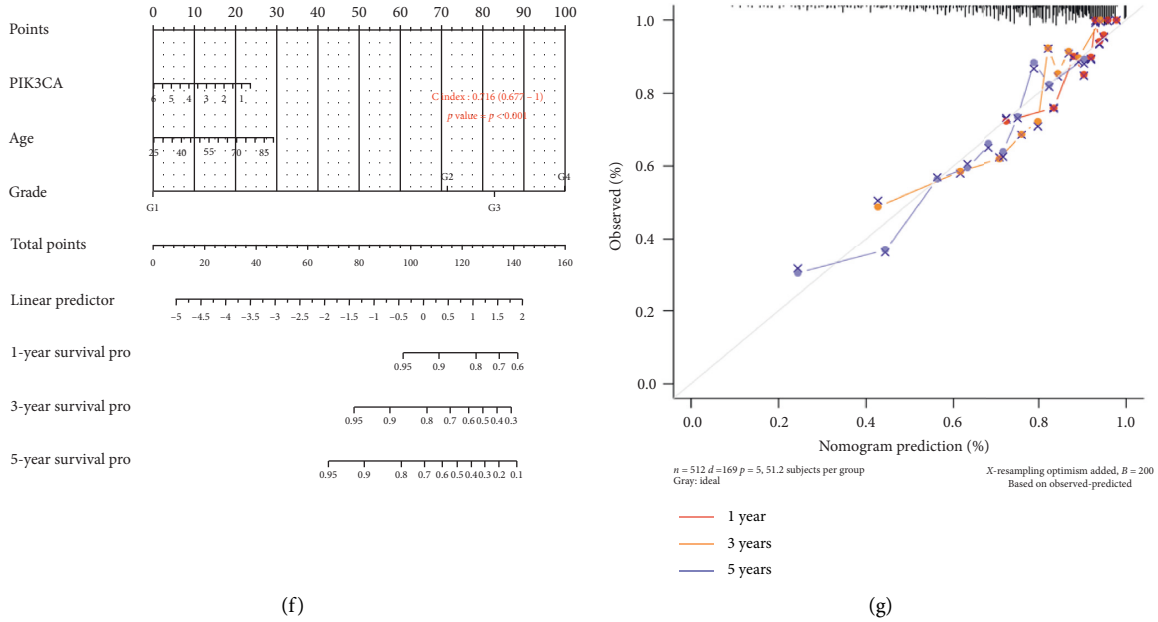 0 10 20 30 40 50 60 70 80 90 100
Points
PIK3CA
6 5 4 3 2 1
C index : 0.716 (0.677 – 1)
p value = p < 0.001
Age
25 40 55 70 85
Grade
G1 G2 G3 G4
Total points
0 20 40 60 80 100 120 140 160
Linear predictor
–5 –4.5 –4 –3.5 –3 –2.5 –2 –1.5 –1 –0.5 0 0.5 1 1.5 2
1-year survival pro
0.95 0.9 0.8 0.7 0.6
3-year survival pro
0.95 0.9 0.8 0.7 0.6 0.5 0.4 0.3
5-year survival pro
0.95 0.9 0.8 0.7 0.6 0.5 0.4 0.3 0.2 0.1
(f)
Observed (%)
1.0
0.8
0.6
0.4
0.2
0.0
0.0 0.2 0.4 0.6 0.8 1.0
Nomogram prediction (%)
n = 512 d =169 p = 5, 51.2 subjects per group
Gray: ideal
X-resampling optimism added, B = 200
Based on observed-predicted
1 year
3 years
5 years
(g)